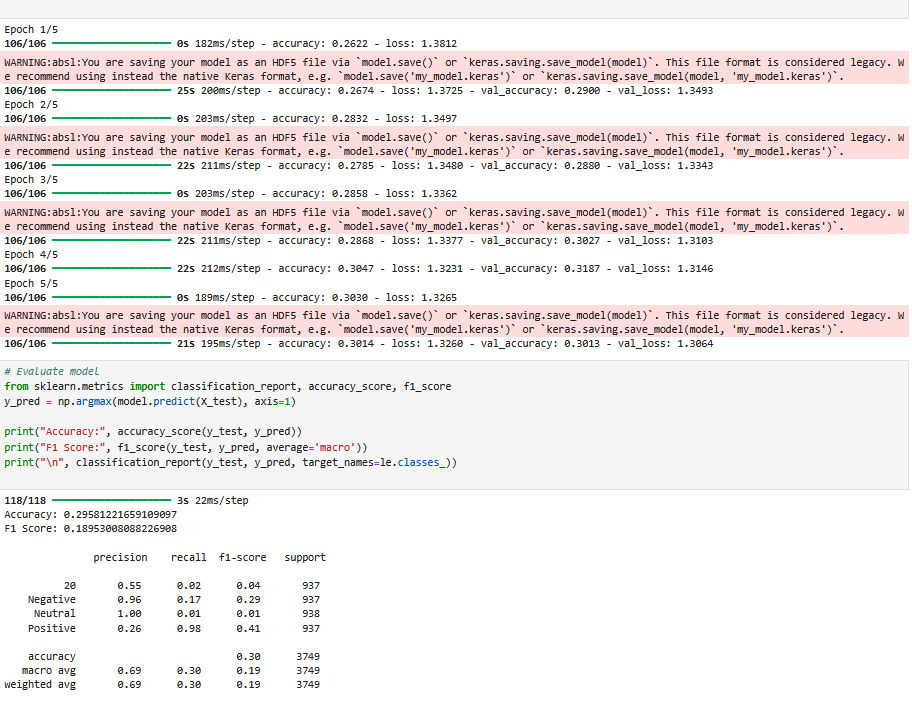 Epoch 1/5
106/106 ━━━━━━━━━━━━━━━━━━━━ 0s 182ms/step - accuracy: 0.2622 - loss: 1.3812
WARNING:absl:You are saving your model as an HDF5 file via `model.save()` or `keras.saving.save_model(model)`. This file format is considered legacy. W
e recommend using instead the native Keras format, e.g. `model.save('my_model.keras')` or `keras.saving.save_model(model, 'my_model.keras')`.
106/106 ━━━━━━━━━━━━━━━━━━━━ 25s 200ms/step - accuracy: 0.2674 - loss: 1.3725 - val_accuracy: 0.2900 - val_loss: 1.3493
Epoch 2/5
106/106 ━━━━━━━━━━━━━━━━━━━━ 0s 203ms/step - accuracy: 0.2832 - loss: 1.3497
WARNING:absl:You are saving your model as an HDF5 file via `model.save()` or `keras.saving.save_model(model)`. This file format is considered legacy. W
e recommend using instead the native Keras format, e.g. `model.save('my_model.keras')` or `keras.saving.save_model(model, 'my_model.keras')`.
106/106 ━━━━━━━━━━━━━━━━━━━━ 22s 211ms/step - accuracy: 0.2785 - loss: 1.3480 - val_accuracy: 0.2880 - val_loss: 1.3343
Epoch 3/5
106/106 ━━━━━━━━━━━━━━━━━━━━ 0s 203ms/step - accuracy: 0.2858 - loss: 1.3362
WARNING:absl:You are saving your model as an HDF5 file via `model.save()` or `keras.saving.save_model(model)`. This file format is considered legacy. W
e recommend using instead the native Keras format, e.g. `model.save('my_model.keras')` or `keras.saving.save_model(model, 'my_model.keras')`.
106/106 ━━━━━━━━━━━━━━━━━━━━ 22s 211ms/step - accuracy: 0.2868 - loss: 1.3377 - val_accuracy: 0.3027 - val_loss: 1.3103
Epoch 4/5
106/106 ━━━━━━━━━━━━━━━━━━━━ 22s 212ms/step - accuracy: 0.3047 - loss: 1.3231 - val_accuracy: 0.3187 - val_loss: 1.3146
Epoch 5/5
106/106 ━━━━━━━━━━━━━━━━━━━━ 0s 189ms/step - accuracy: 0.3030 - loss: 1.3265
WARNING:absl:You are saving your model as an HDF5 file via `model.save()` or `keras.saving.save_model(model)`. This file format is considered legacy. W
e recommend using instead the native Keras format, e.g. `model.save('my_model.keras')` or `keras.saving.save_model(model, 'my_model.keras')`.
106/106 ━━━━━━━━━━━━━━━━━━━━ 21s 195ms/step - accuracy: 0.3014 - loss: 1.3260 - val_accuracy: 0.3013 - val_loss: 1.3064
# Evaluate model
from sklearn.metrics import classification_report, accuracy_score, f1_score
y_pred = np.argmax(model.predict(X_test), axis=1)
print("Accuracy:", accuracy_score(y_test, y_pred))
print("F1 Score:", f1_score(y_test, y_pred, average='macro'))
print("\n", classification_report(y_test, y_pred, target_names=le.classes_))
118/118 ━━━━━━━━━━━━━━━━━━━━ 3s 22ms/step
Accuracy: 0.29581221659109097
F1 Score: 0.18953008088226908
precision recall f1-score support
20 0.55 0.02 0.04 937
Negative 0.96 0.17 0.29 937
Neutral 1.00 0.01 0.01 938
Positive 0.26 0.98 0.41 937
accuracy 0.30 3749
macro avg 0.69 0.30 0.19 3749
weighted avg 0.69 0.30 0.19 3749